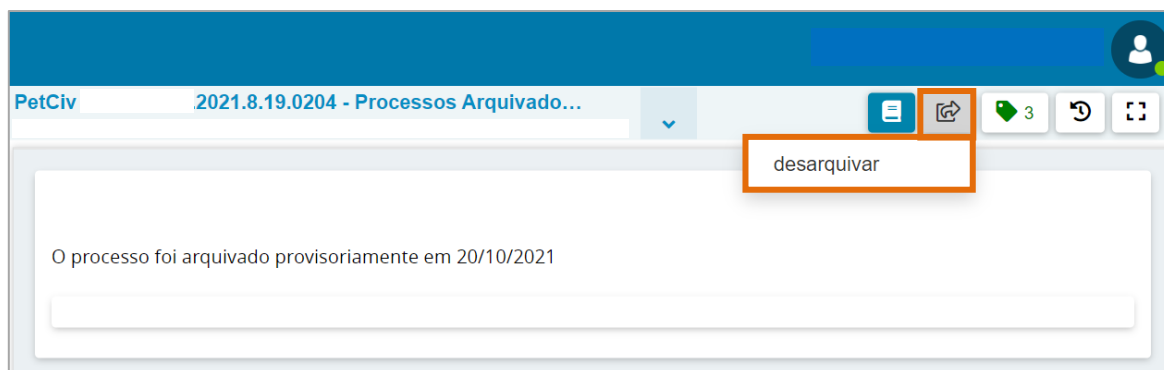 PetCiv .2021.8.19.0204 - Processos Arquivado...
3
desarquivar
O processo foi arquivado provisoriamente em 20/10/2021